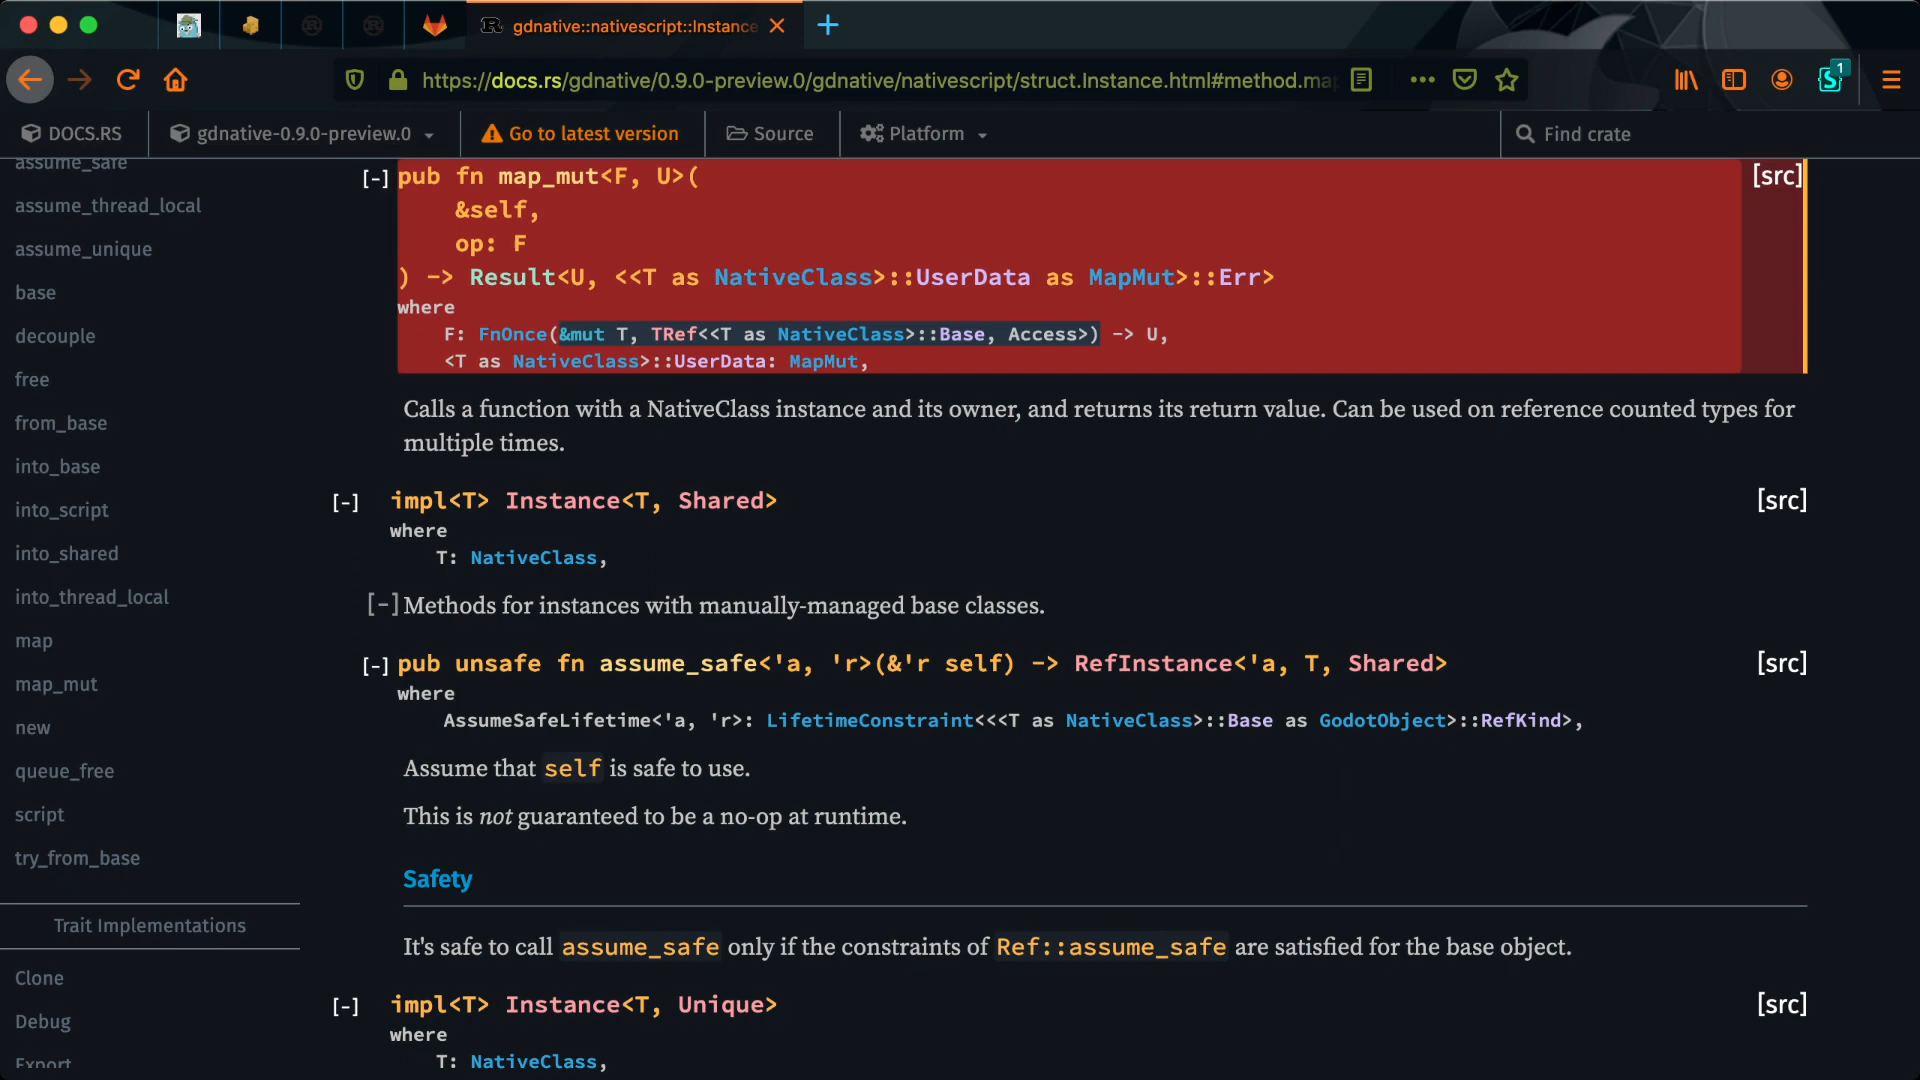 gdnative::nativescript::Instance
https://docs.rs/gdnative/0.9.0-preview.0/gdnative/nativescript/struct.Instance.html#method.ma
1
DOCS.RS
gdnative-0.9.0-preview.0
Go to latest version
Source
Platform
Find crate
assume_safe
assume_thread_local
assume_unique
base
decouple
free
from_base
into_base
into_script
into_shared
into_thread_local
map
map_mut
new
queue_free
script
try_from_base
Trait Implementations
Clone
Debug
Export
[-] pub fn map_mut<F, U>( [src]
&self,
op: F
) -> Result<U, <<T as NativeClass>::UserData as MapMut>::Err>
where
F: FnOnce(&mut T, TRef<<T as NativeClass>::Base, Access>) -> U,
<T as NativeClass>::UserData: MapMut,
Calls a function with a NativeClass instance and its owner, and returns its return value. Can be used on reference counted types for
multiple times.
[-] impl<T> Instance<T, Shared> [src]
where
T: NativeClass,
[-] Methods for instances with manually-managed base classes.
[-] pub unsafe fn assume_safe<'a, 'r>(&'r self) -> RefInstance<'a, T, Shared> [src]
where
AssumeSafeLifetime<'a, 'r>: LifetimeConstraint<<<T as NativeClass>::Base as GodotObject>::RefKind>,
Assume that self is safe to use.
This is not guaranteed to be a no-op at runtime.
Safety
It's safe to call assume_safe only if the constraints of Ref::assume_safe are satisfied for the base object.
[-] impl<T> Instance<T, Unique> [src]
where
T: NativeClass,